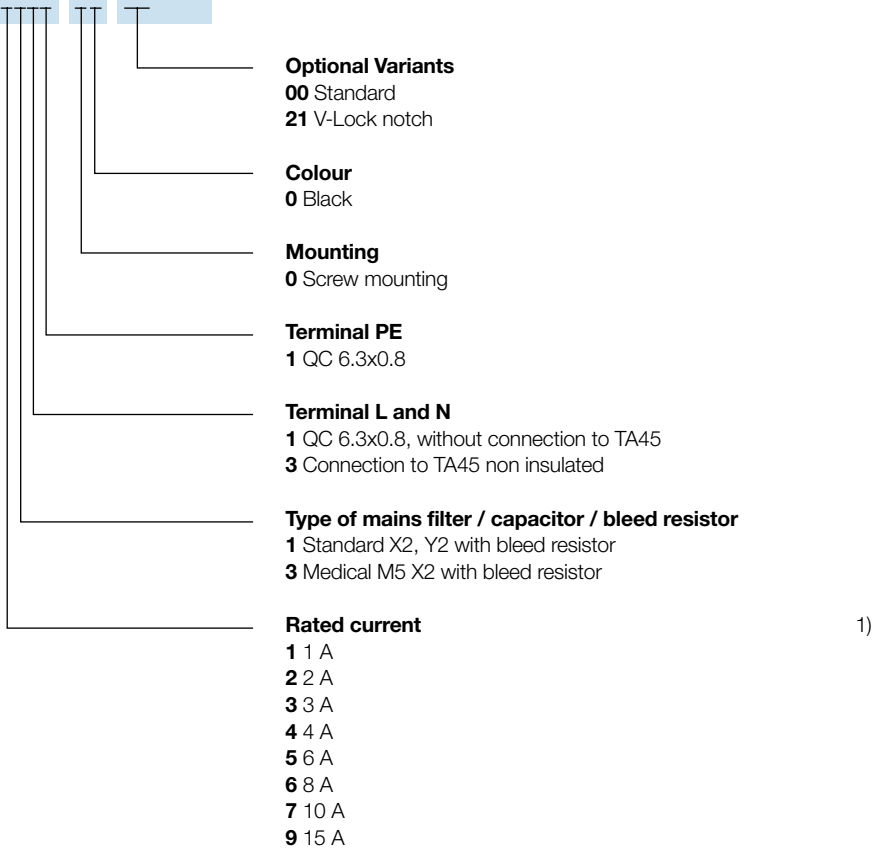 Optional Variants
00 Standard
21 V-Lock notch
Colour
0 Black
Mounting
0 Screw mounting
Terminal PE
1 QC 6.3x0.8
Terminal L and N
1 QC 6.3x0.8, without connection to TA45
3 Connection to TA45 non insulated
Type of mains filter / capacitor / bleed resistor
1 Standard X2, Y2 with bleed resistor
3 Medical M5 X2 with bleed resistor
Rated current 1)
1 1 A
2 2 A
3 3 A
4 4 A
5 6 A
6 8 A
7 10 A
9 15 A